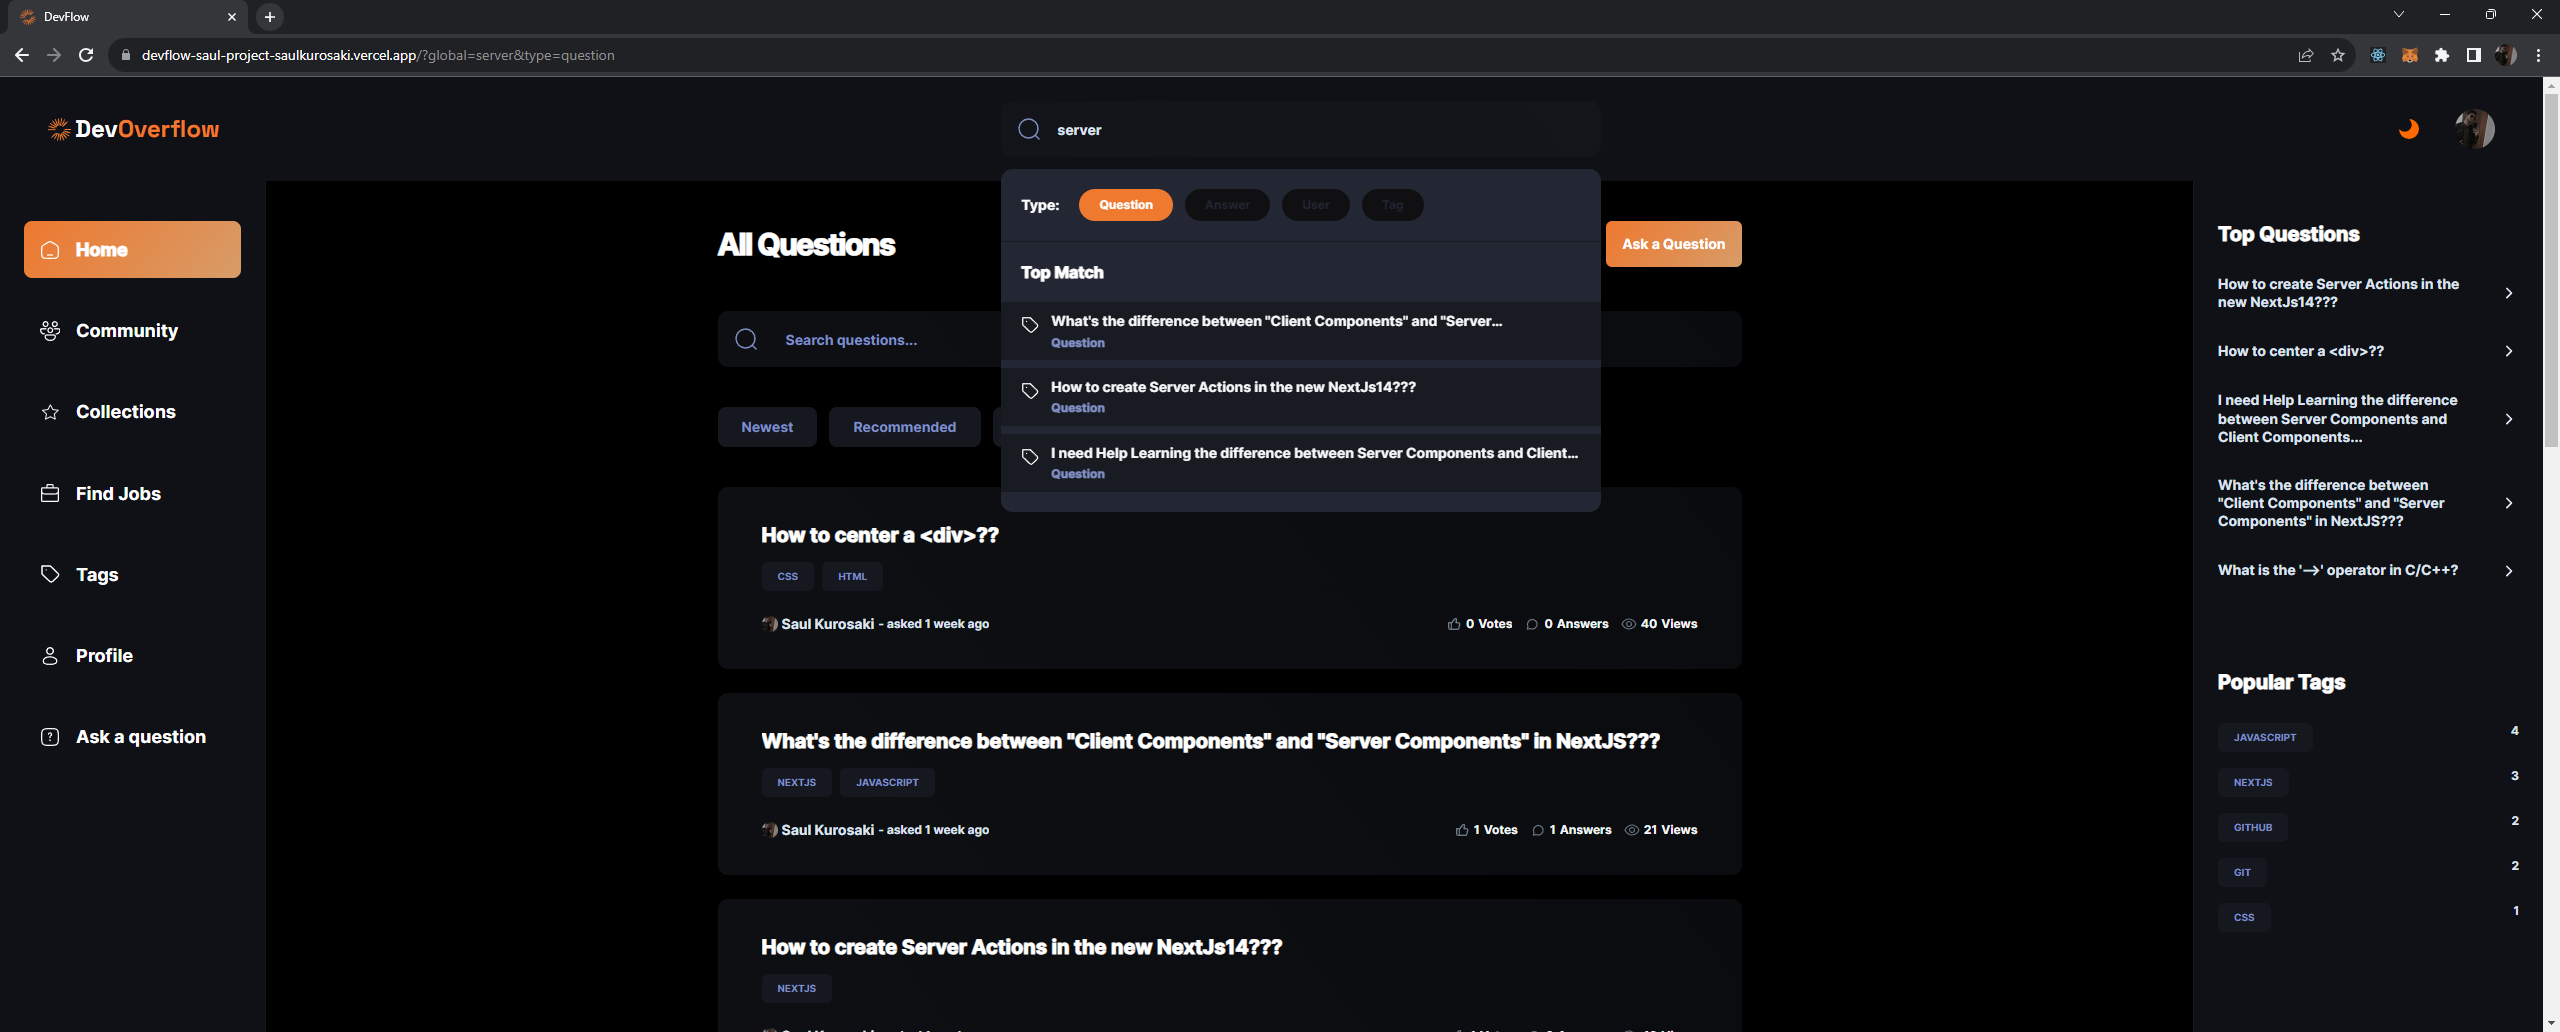 DevFlow
devflow-saul-project-saulkurosaki.vercel.app/?global=server&type=question
DevOverflow
server
Home
Community
Collections
Find Jobs
Tags
Profile
Ask a question
All Questions
Ask a Question
Search questions...
Newest
Recommended
Type:
Question
Answer
User
Tag
Top Match
What's the difference between "Client Components" and "Server...
Question
How to create Server Actions in the new NextJs14???
Question
I need Help Learning the difference between Server Components and Client...
Question
How to center a <div>??
CSS
HTML
Saul Kurosaki - asked 1 week ago
0 Votes
0 Answers
40 Views
What's the difference between "Client Components" and "Server Components" in NextJS???
NEXTJS
JAVASCRIPT
Saul Kurosaki - asked 1 week ago
1 Votes
1 Answers
21 Views
How to create Server Actions in the new NextJs14???
NEXTJS
Top Questions
How to create Server Actions in the
new NextJs14???
How to center a <div>??
I need Help Learning the difference
between Server Components and
Client Components...
What's the difference between
"Client Components" and "Server
Components" in NextJS???
What is the '-->' operator in C/C++?
Popular Tags
JAVASCRIPT
4
NEXTJS
3
GITHUB
2
GIT
2
CSS
1